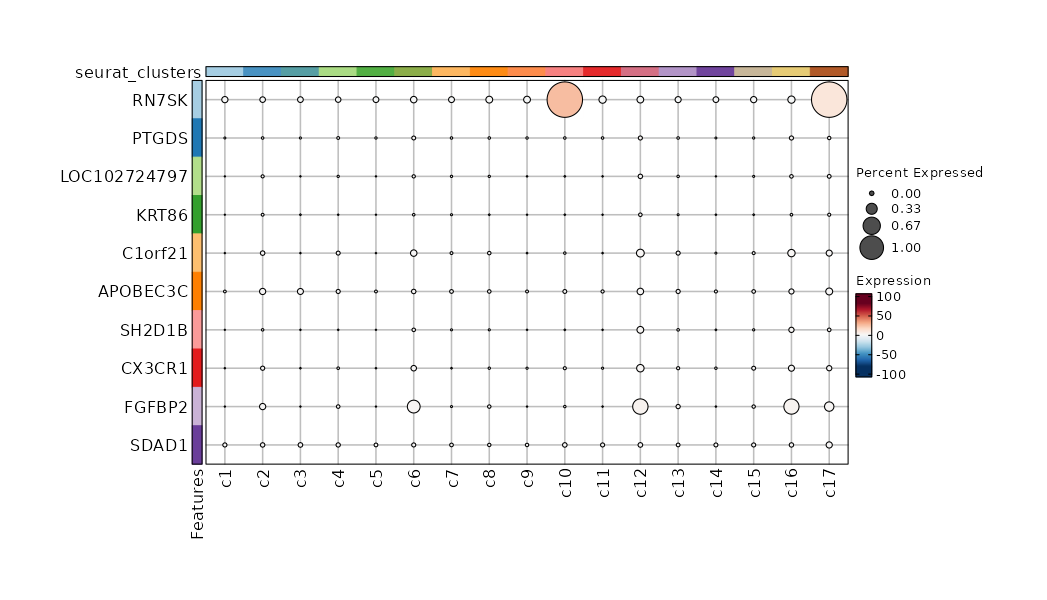 seurat_clusters
RN7SK
PTGDS
LOC102724797
KRT86
C1orf21
APOBEC3C
SH2D1B
CX3CR1
FGFBP2
SDAD1
Features
c1
c2
c3
c4
c5
c6
c7
c8
c9
c10
c11
c12
c13
c14
c15
c16
c17
Percent Expressed
0.00
0.33
0.67
1.00
Expression
100
50
0
-50
-100